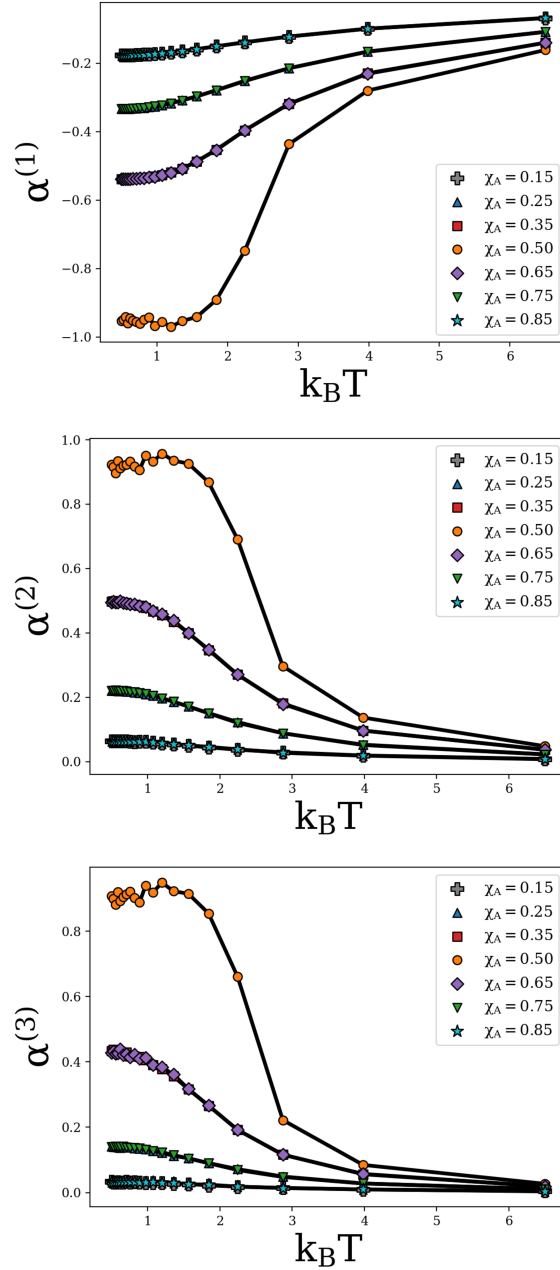 −0.2
−0.4
−0.6
−0.8
−1.0
α(1)
χA = 0.15
χA = 0.25
χA = 0.35
χA = 0.50
χA = 0.65
χA = 0.75
χA = 0.85
1 2 3 4 5 6
kBT
1.0
0.8
0.6
0.4
0.2
0.0
α(2)
χA = 0.15
χA = 0.25
χA = 0.35
χA = 0.50
χA = 0.65
χA = 0.75
χA = 0.85
1 2 3 4 5 6
kBT
0.8
0.6
0.4
0.2
0.0
α(3)
χA = 0.15
χA = 0.25
χA = 0.35
χA = 0.50
χA = 0.65
χA = 0.75
χA = 0.85
1 2 3 4 5 6
kBT